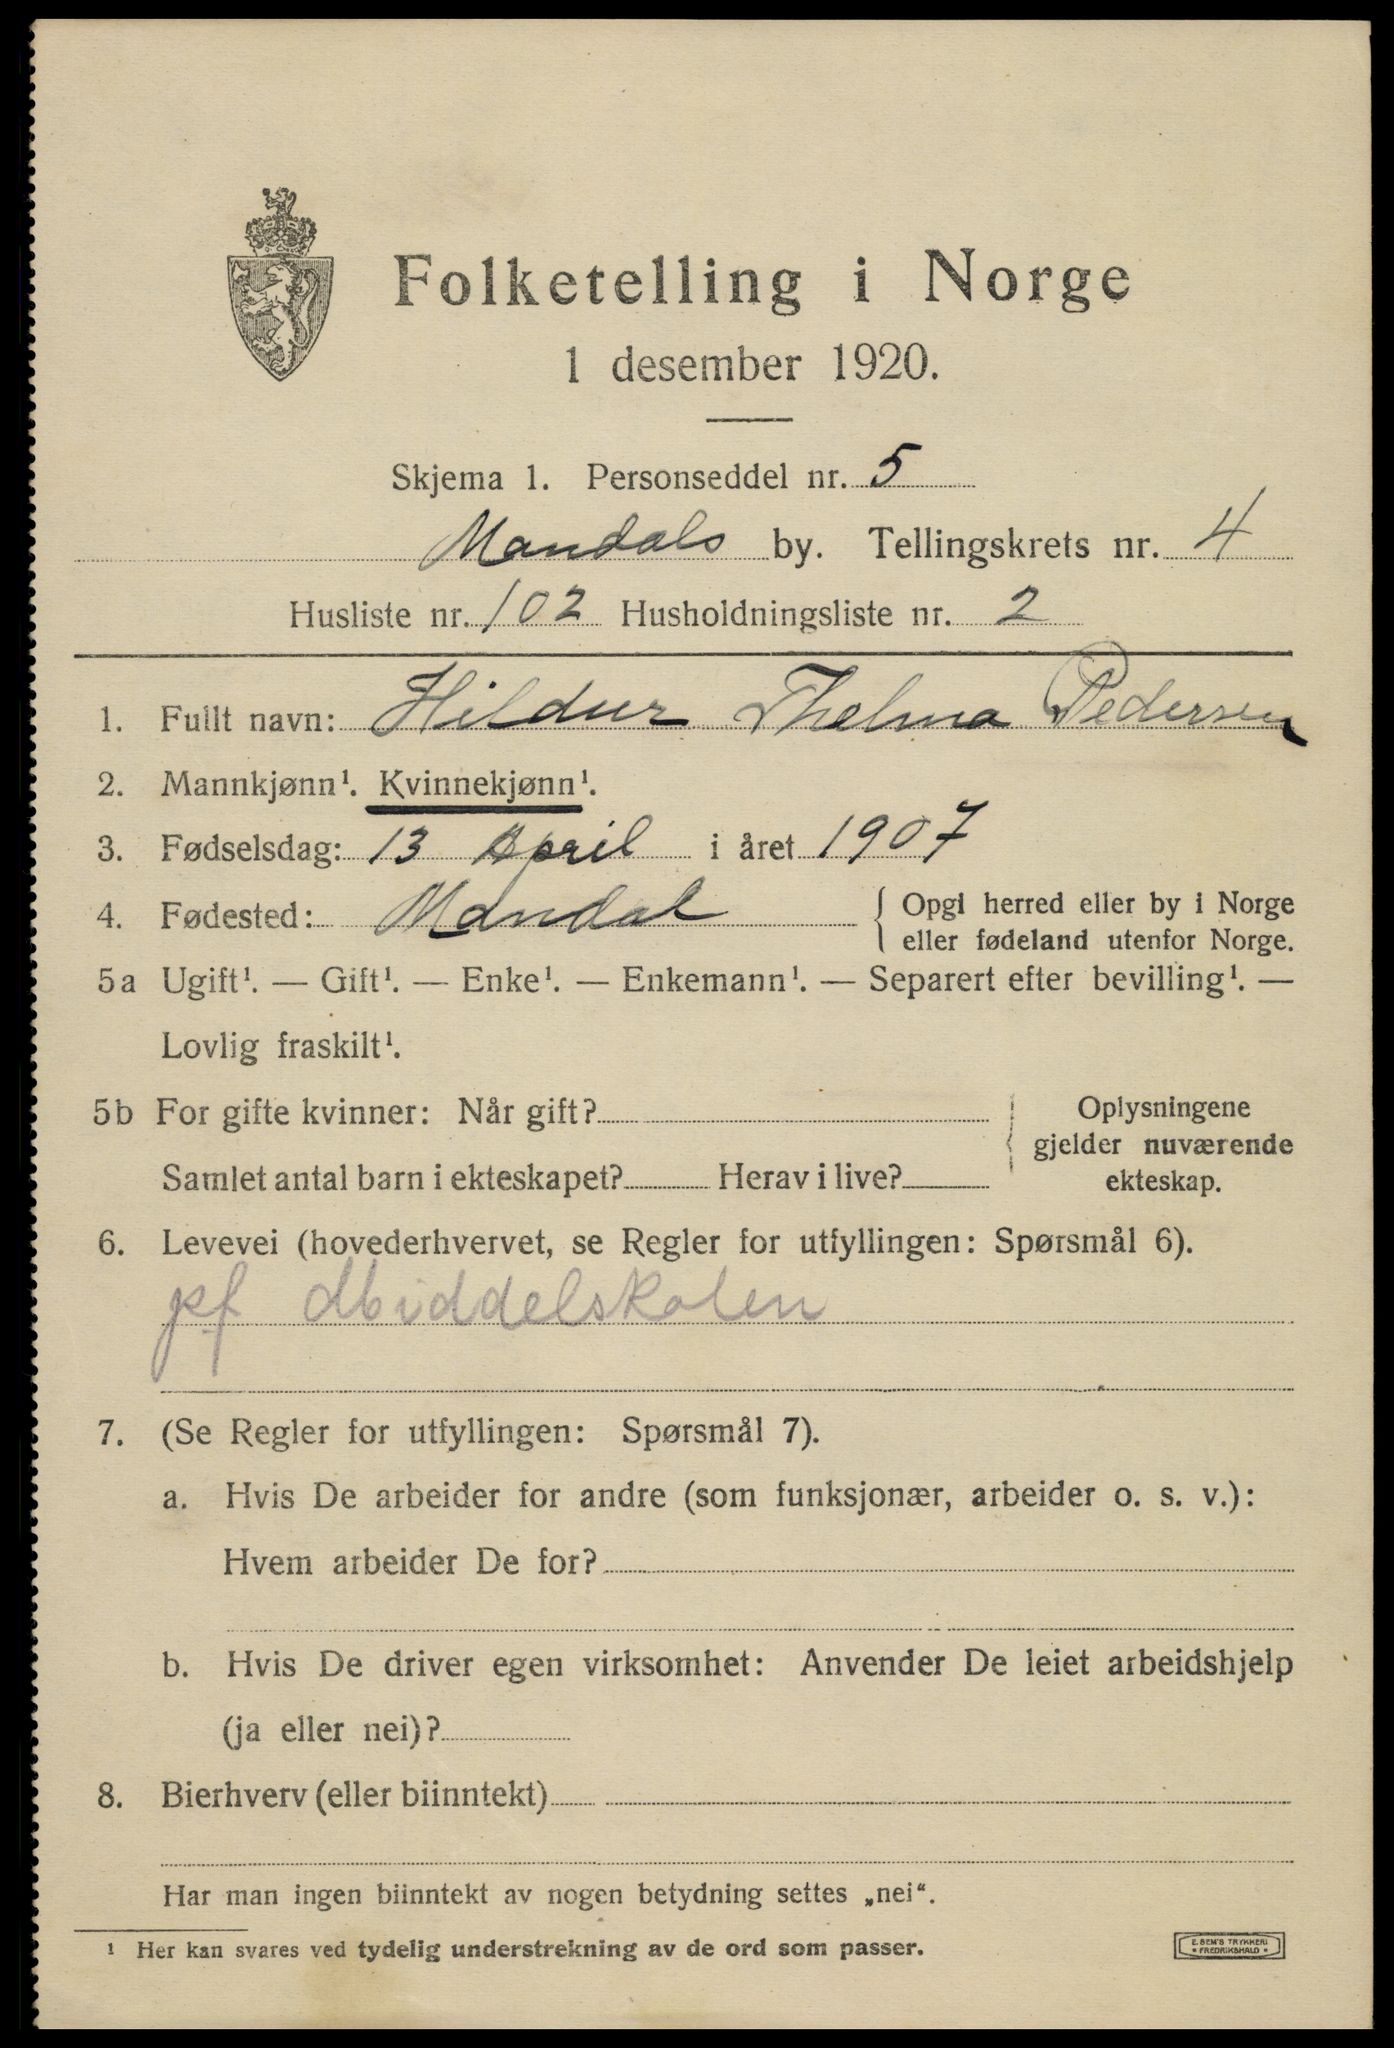 Folketelling i Norge
1 desember 1920.
Skjema 1. Personseddel nr. 5
Mandals by. Tellingskrets nr. 4
Husliste nr. 102 Husholdningsliste nr. 2
1. Fullt navn: Hildur Thelma Pedersen
2. Mannkjønn¹. Kvinnekjønn¹.
3. Fødselsdag: 13 April i året 1907
4. Fødested: Mandal { Opgi herred eller by i Norge
eller fødeland utenfor Norge.
5a Ugift¹. — Gift¹. — Enke¹. — Enkemann¹. — Separert efter bevilling¹. —
Lovlig fraskilt¹.
5b For gifte kvinner: Når gift? { Oplysningene
gjelder nuværende
Samlet antal barn i ekteskapet? Herav i live? ekteskap.
6. Levevei (hovederhvervet, se Regler for utfyllingen: Spørsmål 6).
pf Middelskolen
7. (Se Regler for utfyllingen: Spørsmål 7).
a. Hvis De arbeider for andre (som funksjonær, arbeider o. s. v.):
Hvem arbeider De for?
b. Hvis De driver egen virksomhet: Anvender De leiet arbeidshjelp
(ja eller nei)?
8. Bierhverv (eller biinntekt)
Har man ingen biinntekt av nogen betydning settes „nei“.
¹ Her kan svares ved tydelig understrekning av de ord som passer.
E. SEM'S TRYKKERI
• FREDRIKSHALD •